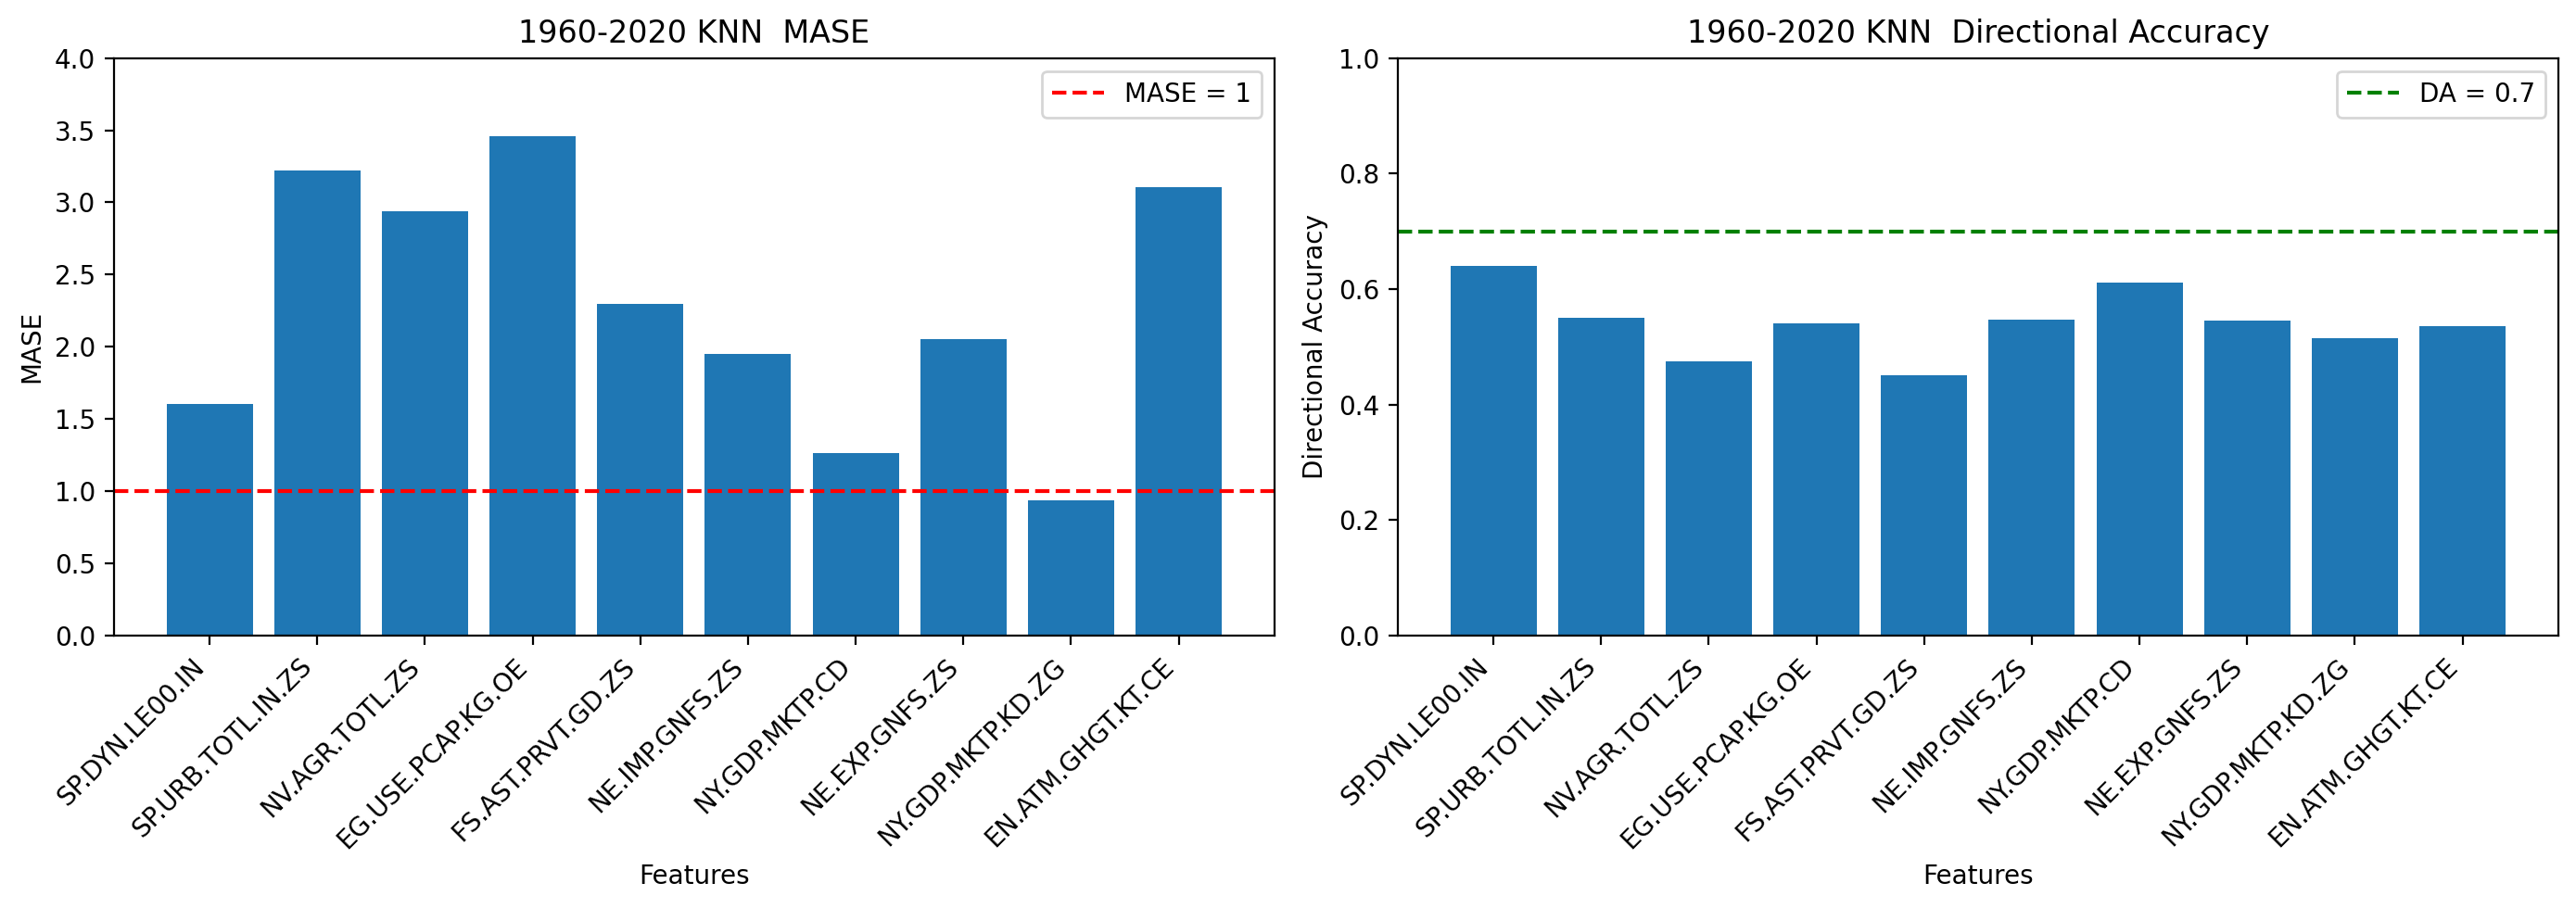 1960-2020 KNN  MASE
MASE
4.0
3.5
3.0
2.5
2.0
1.5
1.0
0.5
0.0
MASE = 1
SP.DYN.LE00.IN
SP.URB.TOTL.IN.ZS
NV.AGR.TOTL.ZS
EG.USE.PCAP.KG.OE
FS.AST.PRVT.GD.ZS
NE.IMP.GNFS.ZS
NY.GDP.MKTP.CD
NE.EXP.GNFS.ZS
NY.GDP.MKTP.KD.ZG
EN.ATM.GHGT.KT.CE
Features
1960-2020 KNN  Directional Accuracy
Directional Accuracy
1.0
0.8
0.6
0.4
0.2
0.0
DA = 0.7
SP.DYN.LE00.IN
SP.URB.TOTL.IN.ZS
NV.AGR.TOTL.ZS
EG.USE.PCAP.KG.OE
FS.AST.PRVT.GD.ZS
NE.IMP.GNFS.ZS
NY.GDP.MKTP.CD
NE.EXP.GNFS.ZS
NY.GDP.MKTP.KD.ZG
EN.ATM.GHGT.KT.CE
Features